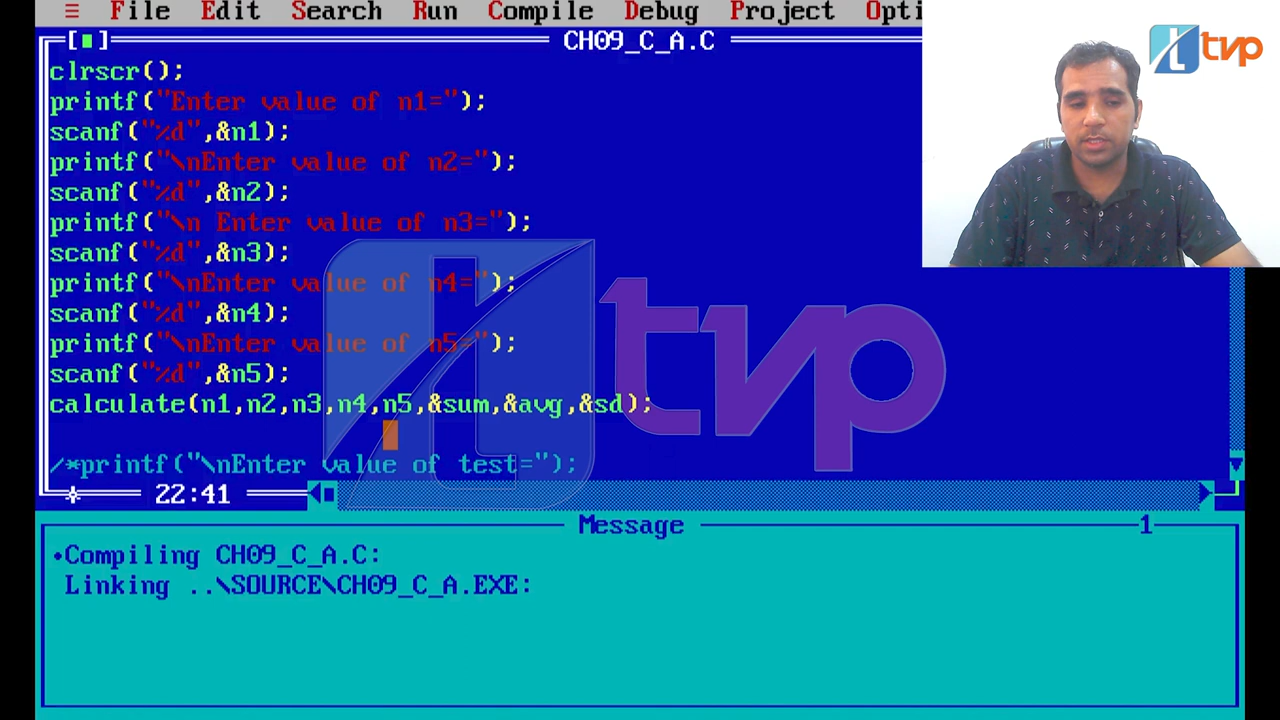 ≡ File Edit Search Run Compile Debug Project Opti
[■] CH09_C_A.C
clrscr();
printf("Enter value of n1=");
scanf("%d",&n1);
printf("\nEnter value of n2=");
scanf("%d",&n2);
printf("\n Enter value of n3=");
scanf("%d",&n3);
printf("\nEnter value of n4=");
scanf("%d",&n4);
printf("\nEnter value of n5=");
scanf("%d",&n5);
calculate(n1,n2,n3,n4,n5,&sum,&avg,&sd);
/*printf("\nEnter value of test=");
22:41
Message 1
•Compiling CH09_C_A.C:
Linking ..\SOURCE\CH09_C_A.EXE:
tvp
tvp